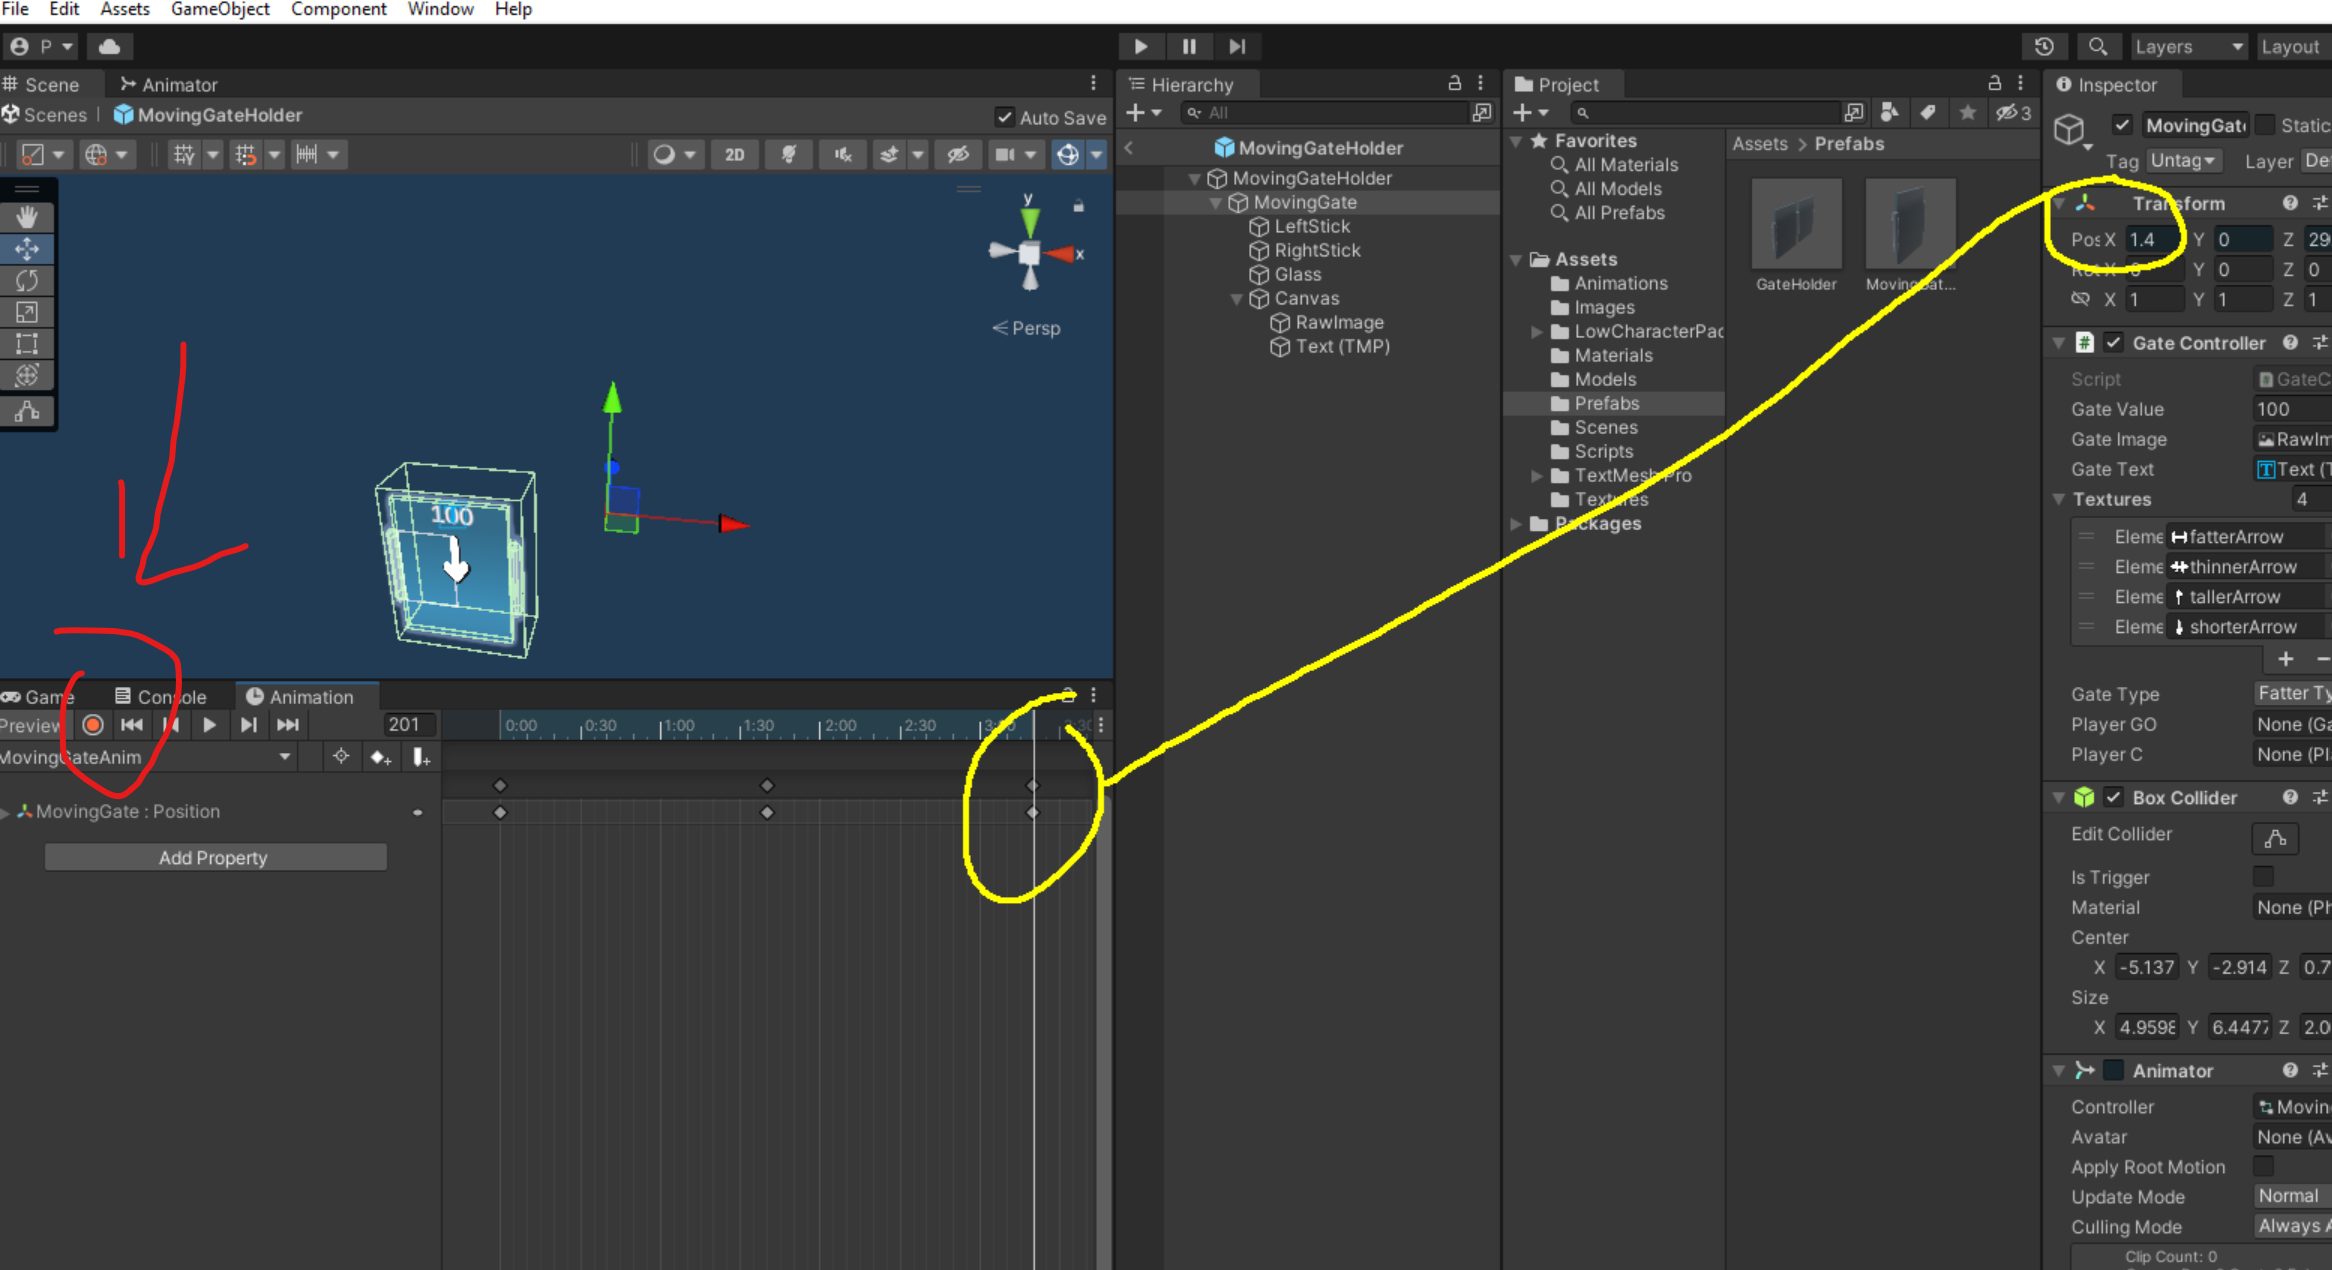 File Edit Assets GameObject Component Window Help
P Layers Layout
Scene Animator
Scenes MovingGateHolder Auto Save
2D
y
x
Persp
100
Game Console Animation
Preview 201 0:00 0:30 1:00 1:30 2:00 2:30 3:00 3:30
MovingGateAnim
MovingGate : Position
Add Property
Hierarchy
All
MovingGateHolder
MovingGateHolder
MovingGate
LeftStick
RightStick
Glass
Canvas
RawImage
Text (TMP)
Project
3
Favorites
All Materials
All Models
All Prefabs
Assets
Animations
Images
LowCharacterPac
Materials
Models
Prefabs
Scenes
Scripts
TextMesh Pro
Textures
Packages
Assets > Prefabs
GateHolder MovingGat...
Inspector
MovingGat Static
Tag Untag Layer De
Transform
Pos X 1.4 Y 0 Z 29
Rot X 0 Y 0 Z 0
X 1 Y 1 Z 1
Gate Controller
Script GateC
Gate Value 100
Gate Image RawIm
Gate Text Text (T
Textures 4
Eleme fatterArrow
Eleme thinnerArrow
Eleme tallerArrow
Eleme shorterArrow
+ −
Gate Type Fatter Ty
Player GO None (Ga
Player C None (Pl
Box Collider
Edit Collider
Is Trigger
Material None (Ph
Center
X -5.137 Y -2.914 Z 0.7
Size
X 4.9598 Y 6.4477 Z 2.0
Animator
Controller Movin
Avatar None (Av
Apply Root Motion
Update Mode Normal
Culling Mode Always A
Clip Count: 0